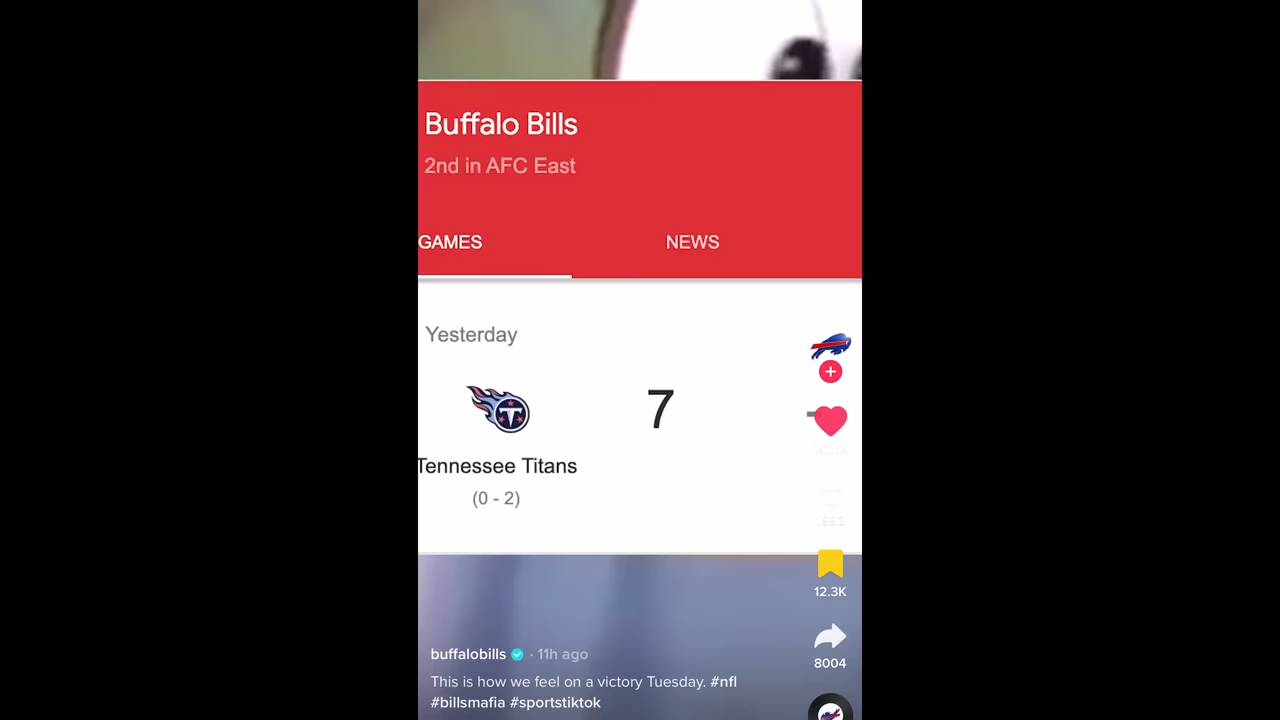 Buffalo Bills
2nd in AFC East
GAMES NEWS
Yesterday
7
Tennessee Titans
(0 - 2)
12.3K
8004
buffalobills · 11h ago
This is how we feel on a victory Tuesday. #nfl
#billsmafia #sportstiktok